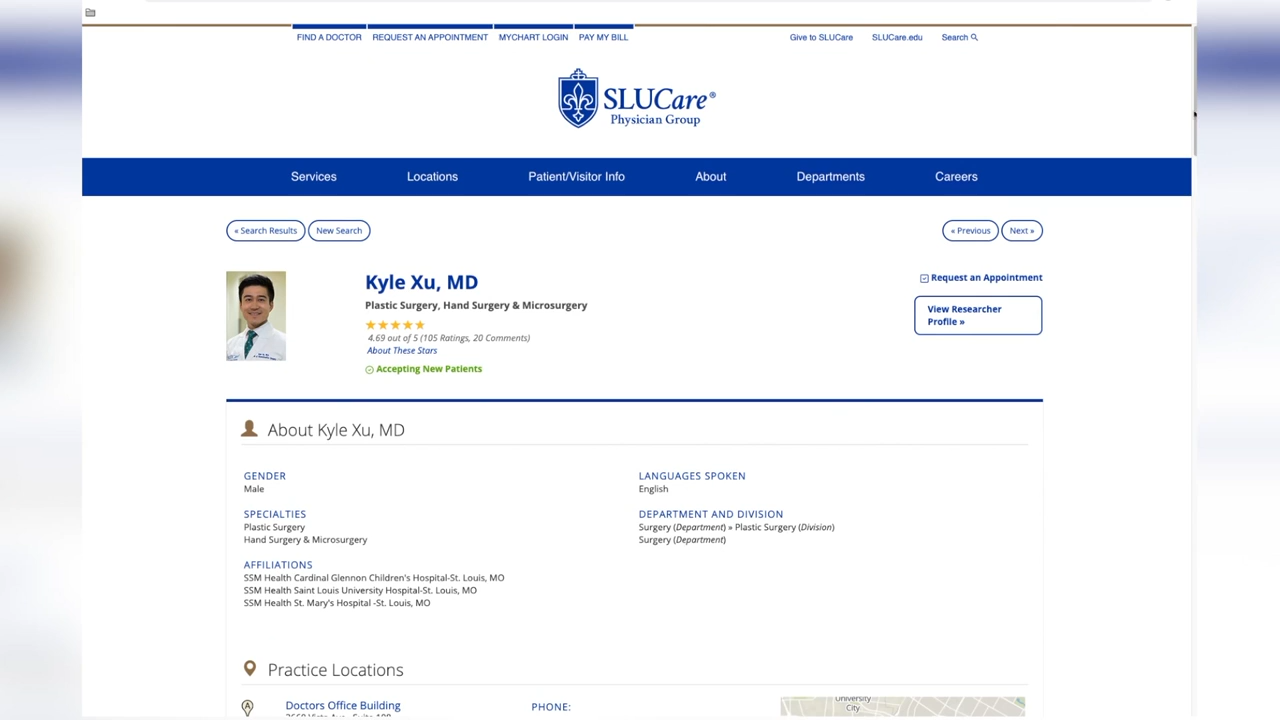 FIND A DOCTOR REQUEST AN APPOINTMENT MYCHART LOGIN PAY MY BILL Give to SLUCare SLUCare.edu Search
SLUCare®
Physician Group
Services Locations Patient/Visitor Info About Departments Careers
« Search Results New Search « Previous Next »
Kyle Xu, MD
Request an Appointment
Plastic Surgery, Hand Surgery & Microsurgery
View Researcher
Profile »
4.69 out of 5 (105 Ratings, 20 Comments)
About These Stars
Accepting New Patients
About Kyle Xu, MD
GENDER
Male
SPECIALTIES
Plastic Surgery
Hand Surgery & Microsurgery
AFFILIATIONS
SSM Health Cardinal Glennon Children's Hospital-St. Louis, MO
SSM Health Saint Louis University Hospital-St. Louis, MO
SSM Health St. Mary's Hospital -St. Louis, MO
LANGUAGES SPOKEN
English
DEPARTMENT AND DIVISION
Surgery (Department) » Plastic Surgery (Division)
Surgery (Department)
Practice Locations
A
Doctors Office Building
PHONE:
University
City